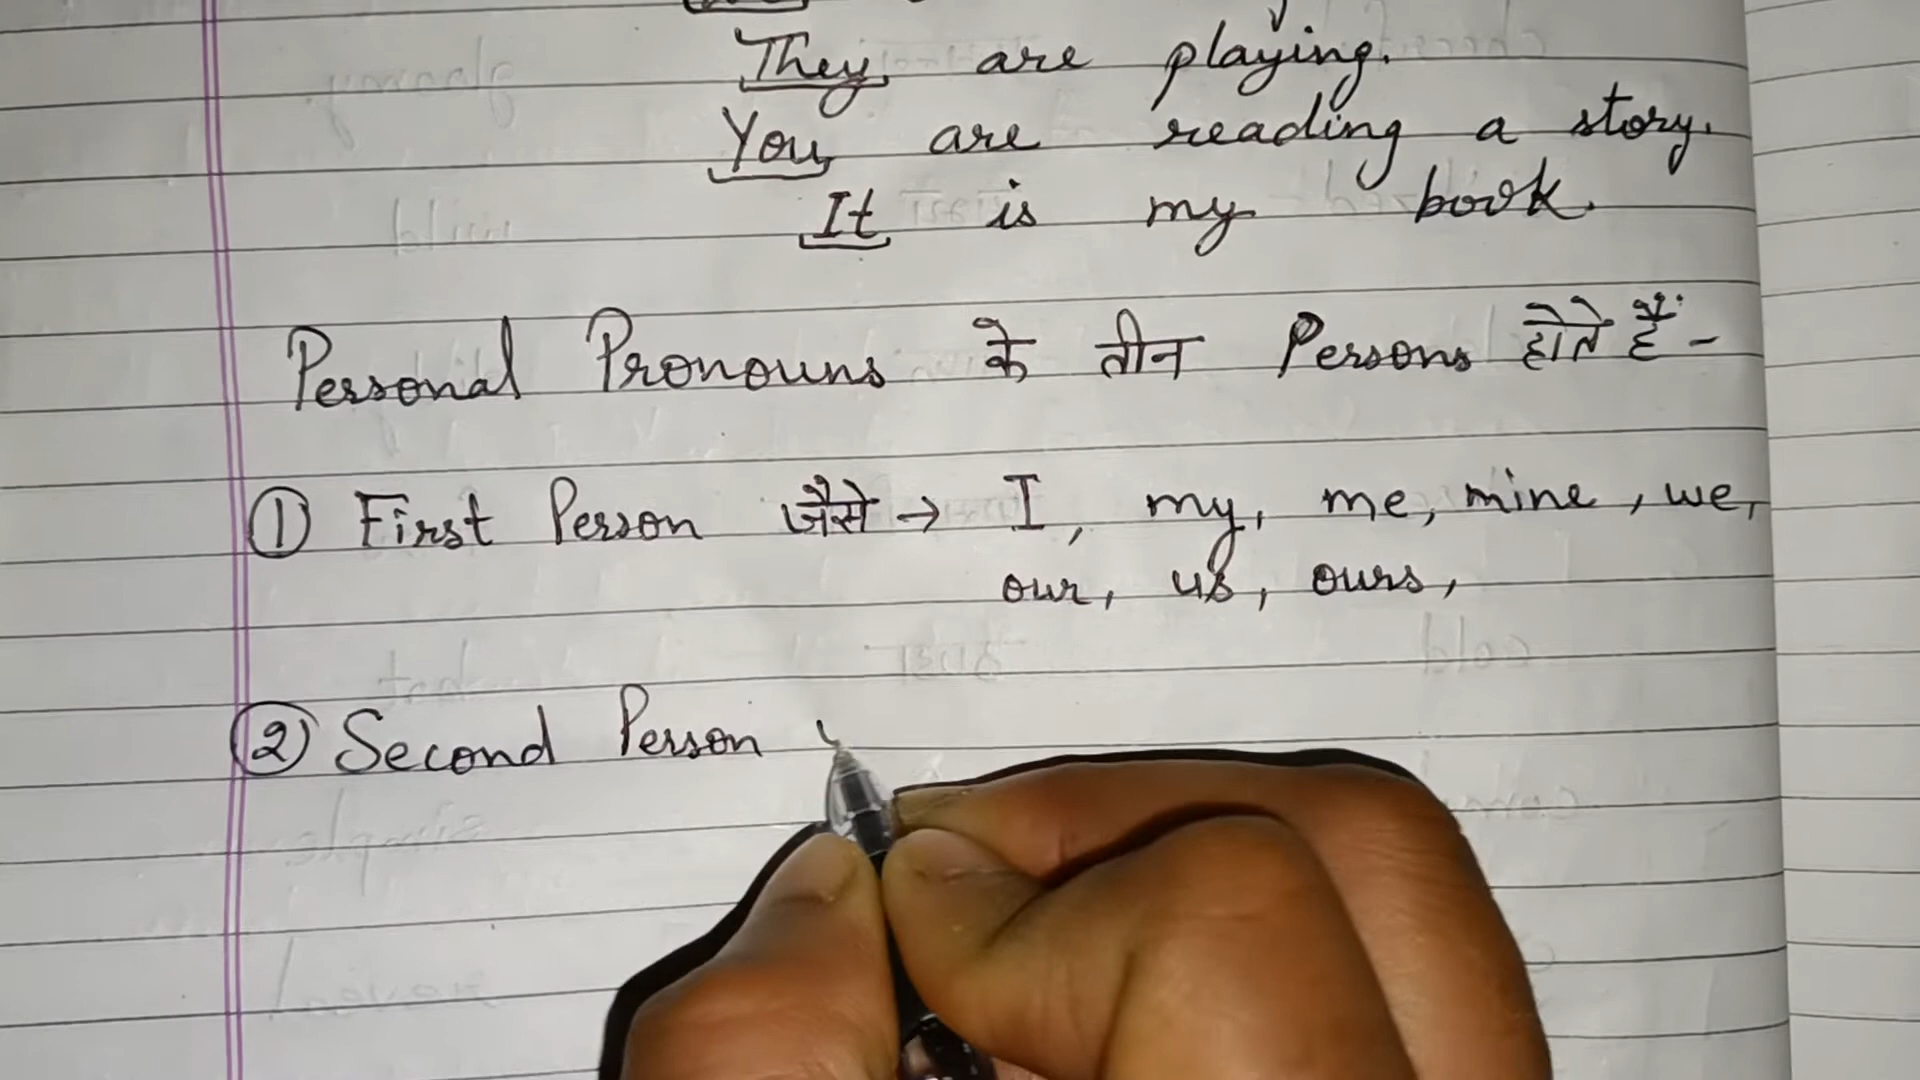 They are playing.
You are reading a story.
It is my book.
Personal Pronouns के तीन Persons होते हैं -
① First Person जैसे → I, my, me, mine, we,
our, us, ours,
② Second Person